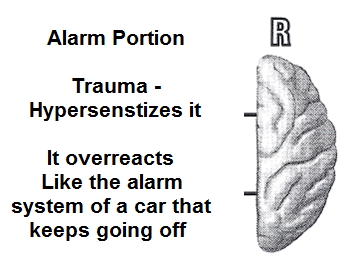 R
Alarm Portion
Trauma -
Hypersenstizes it
It overreacts
Like the alarm
system of a car that
keeps going off